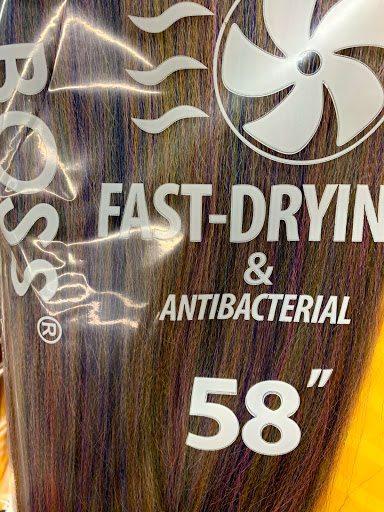 BOSS®
FAST-DRYIN
&
ANTIBACTERIAL
58"